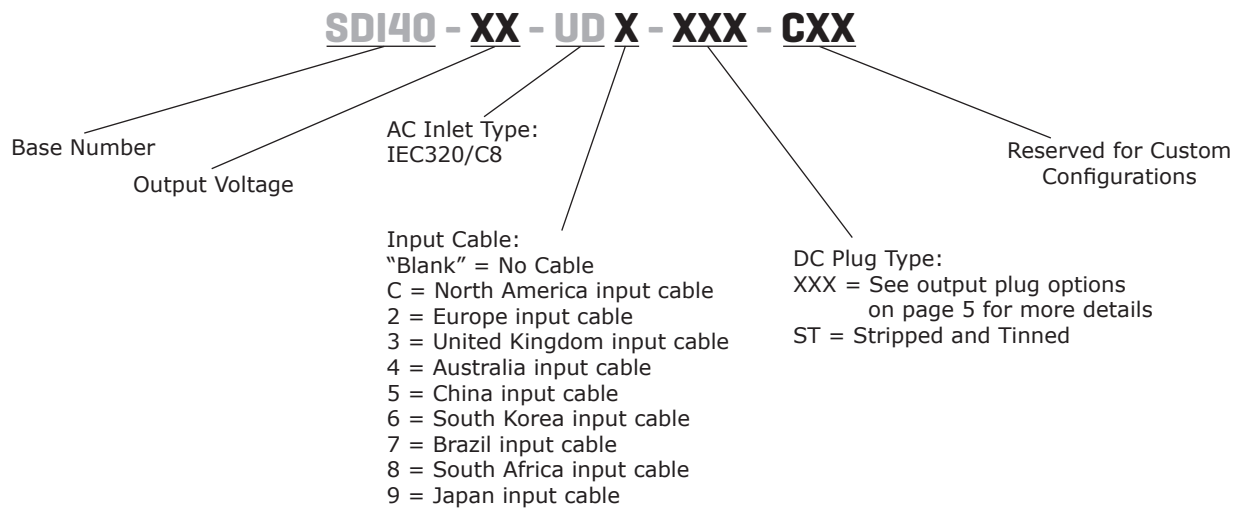 SDI40 - XX - UD X - XXX - CXX
Base Number
Output Voltage
AC Inlet Type:
IEC320/C8
Input Cable:
“Blank” = No Cable
C = North America input cable
2 = Europe input cable
3 = United Kingdom input cable
4 = Australia input cable
5 = China input cable
6 = South Korea input cable
7 = Brazil input cable
8 = South Africa input cable
9 = Japan input cable
DC Plug Type:
XXX = See output plug options
on page 5 for more details
ST = Stripped and Tinned
Reserved for Custom
Configurations